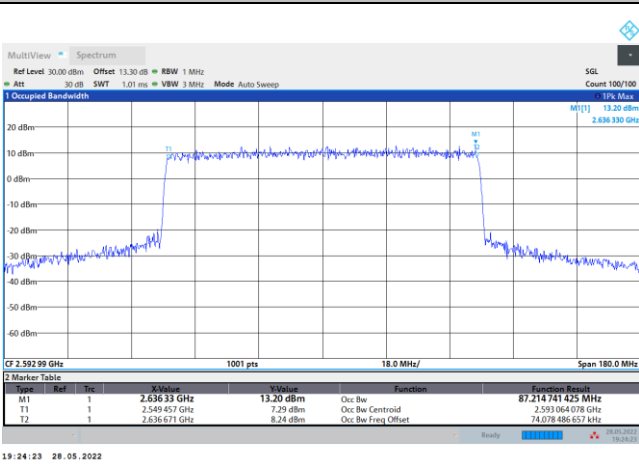 MultiView Spectrum
Ref Level 30.00 dBm Offset 13.30 dB RBW 1 MHz SGL
Att 30 dB SWT 1.01 ms VBW 3 MHz Mode Auto Sweep Count 100/100
1 Occupied Bandwidth 1Pk Max
M1[1] 13.20 dBm
2.636 330 GHz
20 dBm
M1
10 dBm
T1
T2
0 dBm
-10 dBm
-20 dBm
-30 dBm
-40 dBm
-50 dBm
-60 dBm
CF 2.592 99 GHz 1001 pts 18.0 MHz/ Span 180.0 MHz
2 Marker Table
Type Ref Trc X-Value Y-Value Function Function Result
M1 1 2.636 33 GHz 13.20 dBm Occ Bw 87.214 741 425 MHz
T1 1 2.549 457 GHz 7.29 dBm Occ Bw Centroid 2.593 064 078 GHz
T2 1 2.636 671 GHz 8.24 dBm Occ Bw Freq Offset 74.078 486 657 kHz
Ready 28.05.2022
19:24:23
19:24:23 28.05.2022